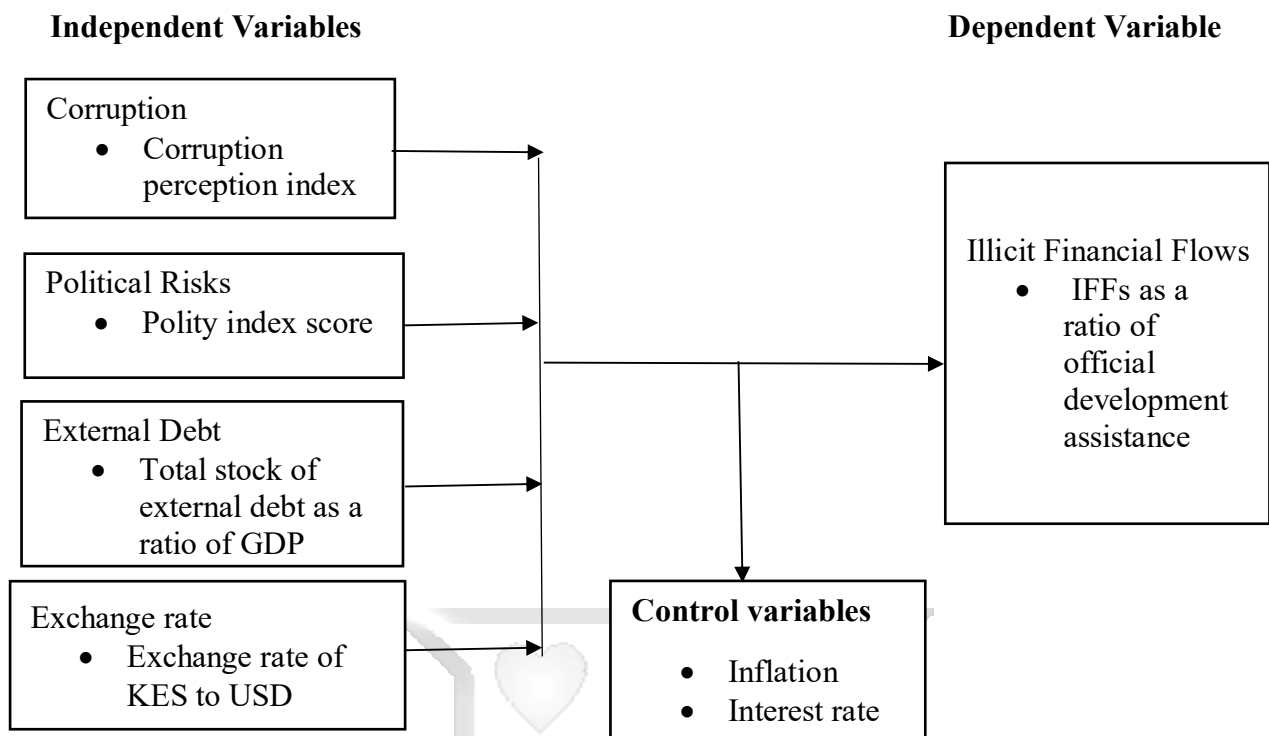 Independent Variables
Dependent Variable
Corruption
• Corruption
perception index
Political Risks
• Polity index score
External Debt
• Total stock of
external debt as a
ratio of GDP
Exchange rate
• Exchange rate of
KES to USD
Illicit Financial Flows
• IFFs as a
ratio of
official
development
assistance
Control variables
• Inflation
• Interest rate